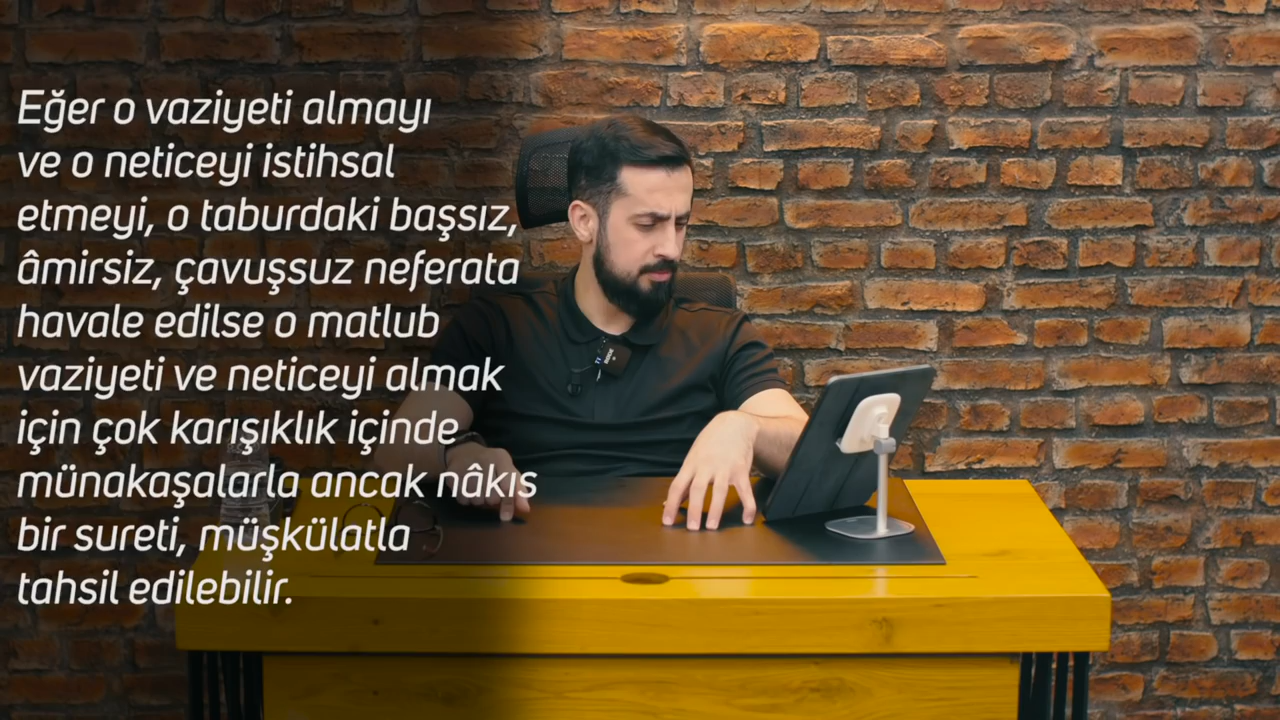 Eğer o vaziyeti almayı
ve o neticeyi istihsal
etmeyi, o taburdaki başsız,
âmirsiz, çavuşsuz neferata
havale edilse o matlub
vaziyeti ve neticeyi almak
için çok karışıklık içinde
münakaşalarla ancak nâkıs
bir sureti, müşkülatla
tahsil edilebilir.